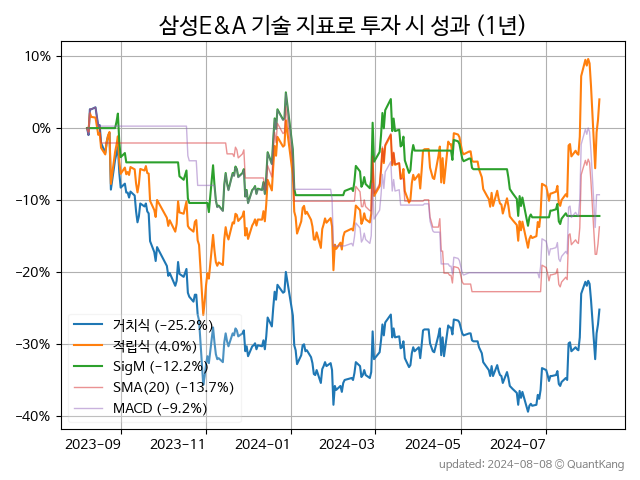 삼성E&A 기술 지표로 투자 시 성과 (1년)
10%
0%
−10%
−20%
−30%
−40%
거치식 (−25.2%)
적립식 (4.0%)
SigM (−12.2%)
SMA(20) (−13.7%)
MACD (−9.2%)
2023-09
2023-11
2024-01
2024-03
2024-05
2024-07
updated: 2024-08-08 © QuantKang